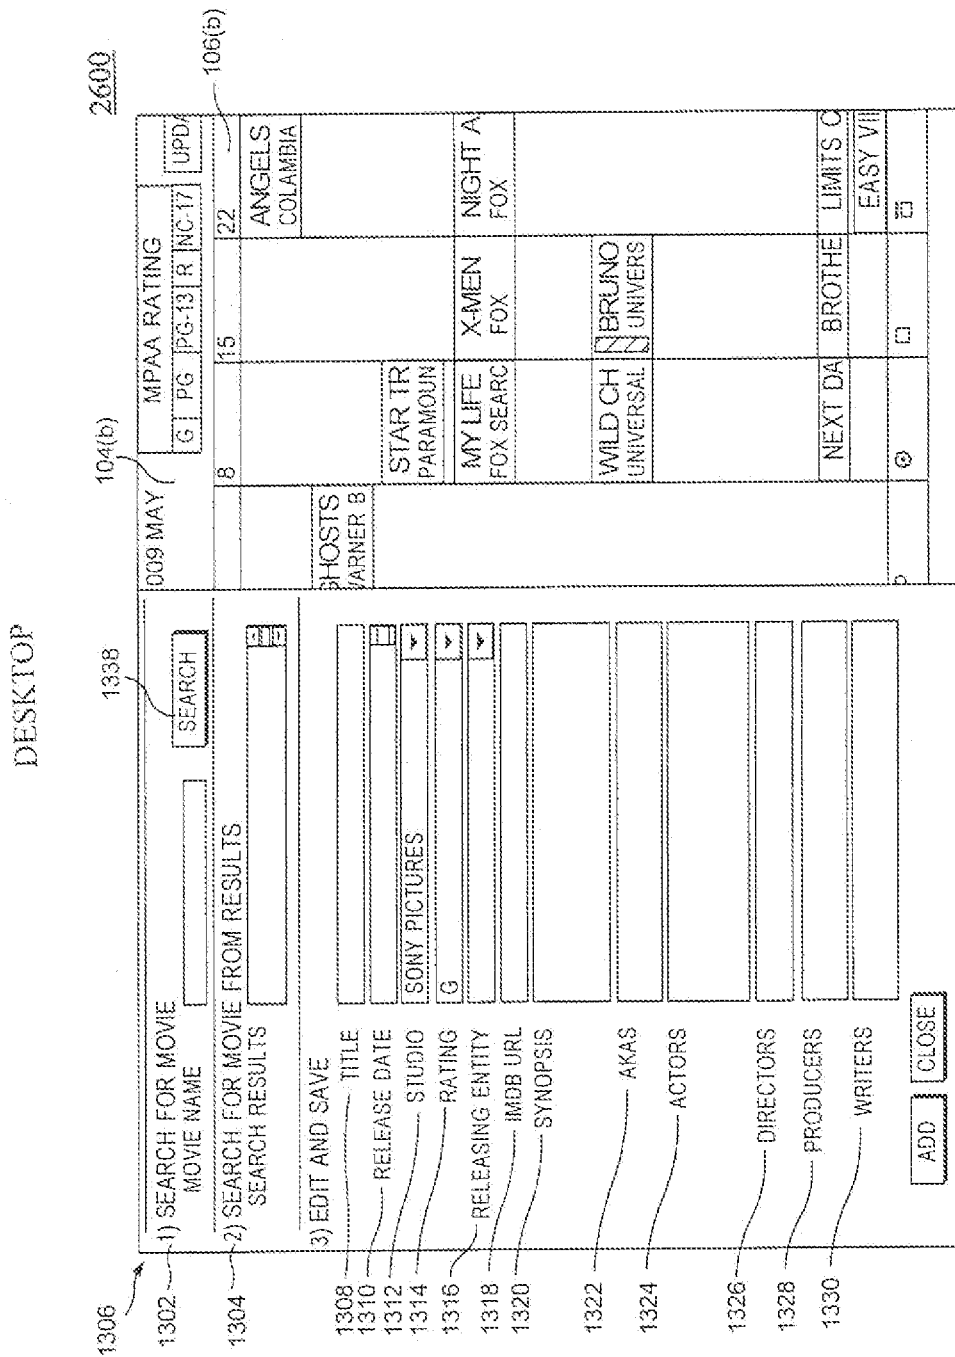 DESKTOP
2600
1306
1338
104(b)
106(b)
1302
1) SEARCH FOR MOVIE
MOVIE NAME
SEARCH
1304
2) SEARCH FOR MOVIE FROM RESULTS
SEARCH RESULTS
3) EDIT AND SAVE
1308 TITLE
1310 RELEASE DATE
1312 STUDIO SONY PICTURES
1314 RATING G
1316 RELEASING ENTITY
1318 IMDB URL
1320 SYNOPSIS
1322 AKAS
1324 ACTORS
1326 DIRECTORS
1328 PRODUCERS
1330 WRITERS
ADD CLOSE
009 MAY
MPAA RATING
G PG PG-13 R NC-17
UPDA
8 15 22
ANGELS
COLAMBIA
GHOSTS
WARNER B
STAR TR
PARAMOUN
MY LIFE X-MEN NIGHT A
FOX SEARC FOX FOX
WILD CH BRUNO
UNIVERSAL UNIVERS
NEXT DA BROTHE LIMITS O
EASY VII